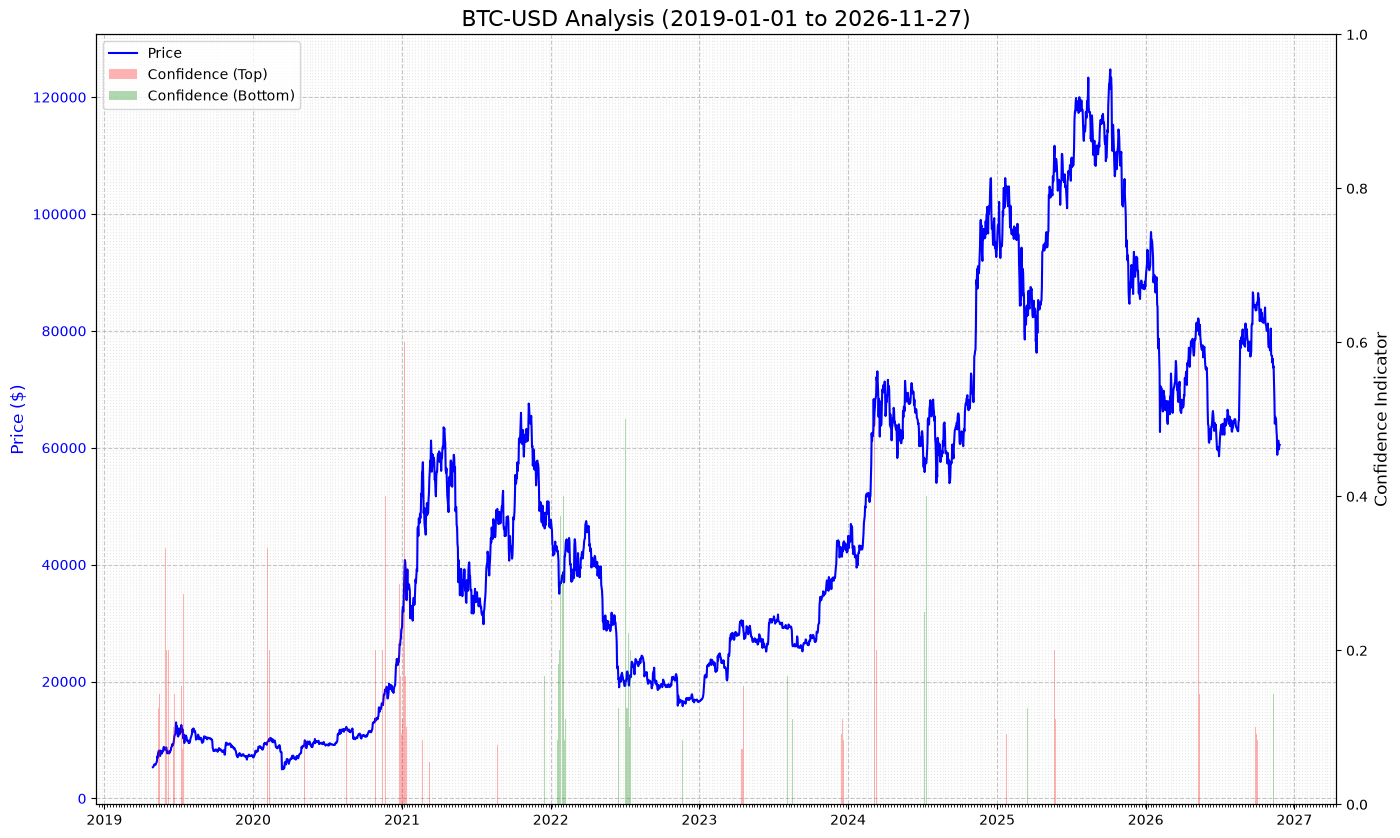 BTC-USD Analysis (2019-01-01 to 2026-11-27)
Price
Confidence (Top)
Confidence (Bottom)
Price ($)
120000
100000
80000
60000
40000
20000
0
1.0
0.8
0.6
0.4
0.2
0.0
Confidence Indicator
2019 2020 2021 2022 2023 2024 2025 2026 2027